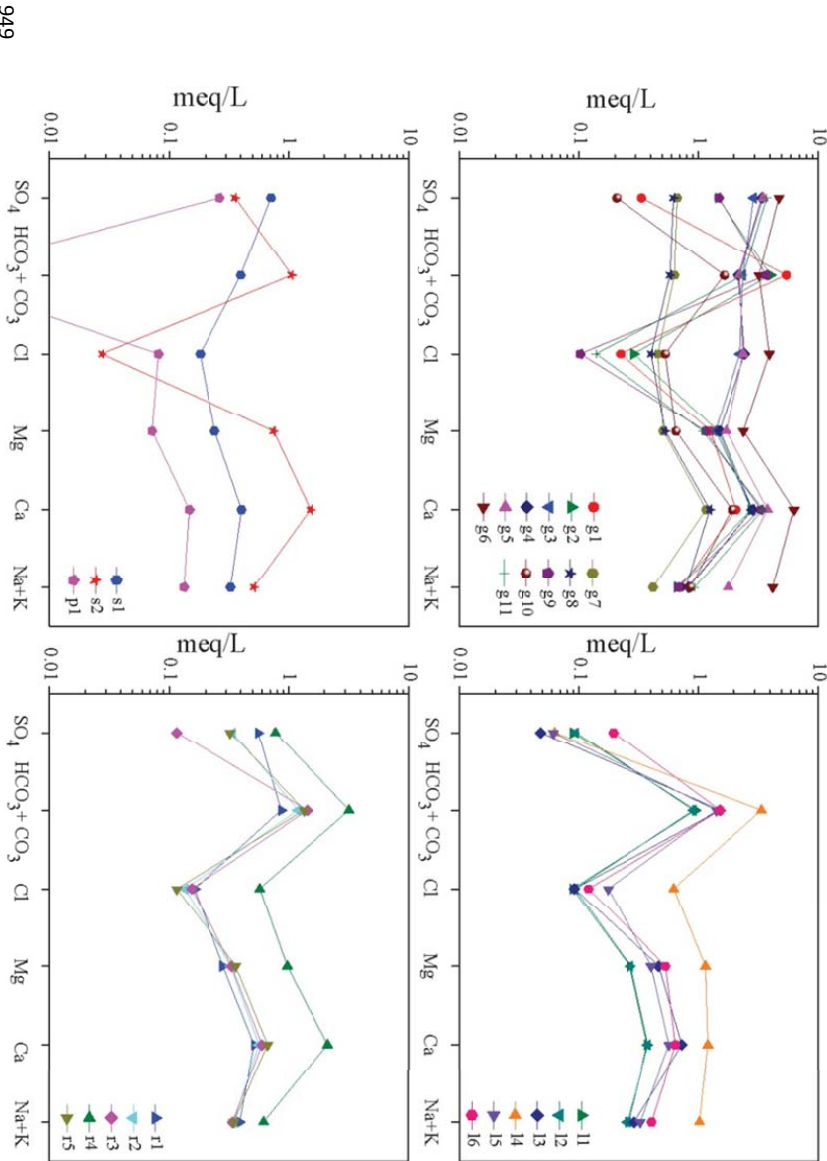 10
1
0.1
0.01
meq/L
g1 g7
g2 g8
g3 g9
g4 g10
g5 g11
g6
SO4 HCO3+ CO3 Cl Mg Ca Na+K
10
1
0.1
0.01
meq/L
l1
l2
l3
l4
l5
l6
SO4 HCO3+ CO3 Cl Mg Ca Na+K
10
1
0.1
0.01
meq/L
s1
s2
p1
SO4 HCO3+ CO3 Cl Mg Ca Na+K
10
1
0.1
0.01
meq/L
r1
r2
r3
r4
r5
SO4 HCO3+ CO3 Cl Mg Ca Na+K
949